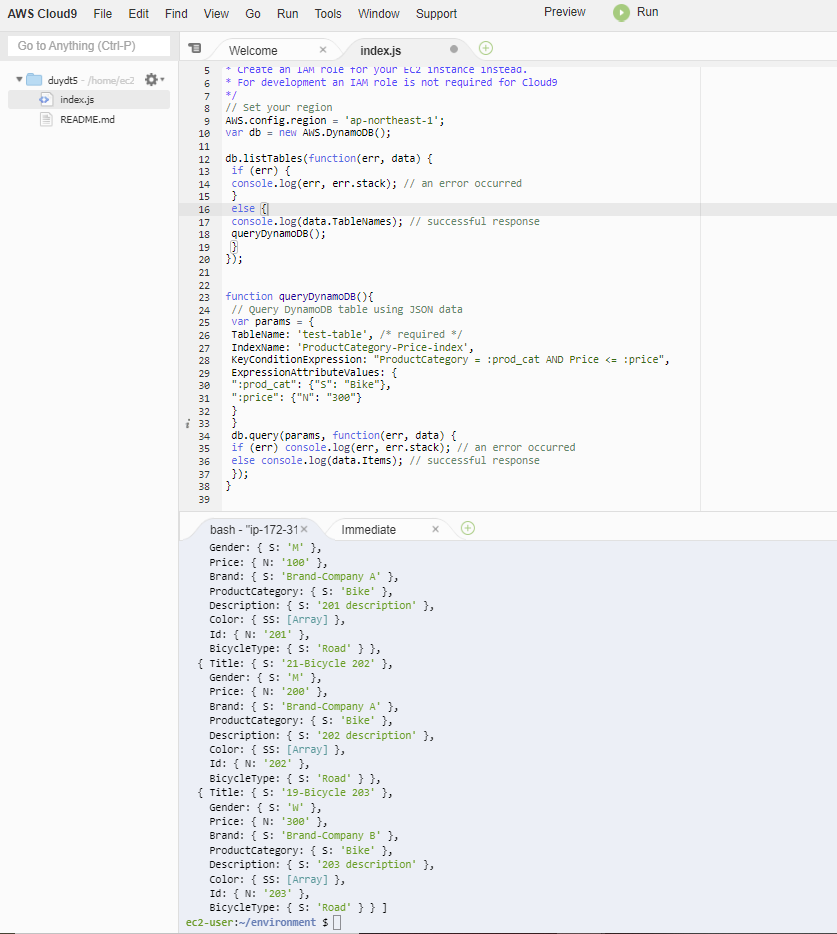 AWS Cloud9 File Edit Find View Go Run Tools Window Support Preview Run
Go to Anything (Ctrl-P)
Welcome × index.js
duydt5 - /home/ec2
index.js
README.md
5 * Create an IAM role for your EC2 instance instead.
6 * For development an IAM role is not required for Cloud9
7 */
8 // Set your region
9 AWS.config.region = 'ap-northeast-1';
10 var db = new AWS.DynamoDB();
11
12 db.listTables(function(err, data) {
13 if (err) {
14 console.log(err, err.stack); // an error occurred
15 }
16 else {
17 console.log(data.TableNames); // successful response
18 queryDynamoDB();
19 }
20 });
21
22
23 function queryDynamoDB(){
24 // Query DynamoDB table using JSON data
25 var params = {
26 TableName: 'test-table', /* required */
27 IndexName: 'ProductCategory-Price-index',
28 KeyConditionExpression: "ProductCategory = :prod_cat AND Price <= :price",
29 ExpressionAttributeValues: {
30 ":prod_cat": {"S": "Bike"},
31 ":price": {"N": "300"}
32 }
i 33 }
34 db.query(params, function(err, data) {
35 if (err) console.log(err, err.stack); // an error occurred
36 else console.log(data.Items); // successful response
37 });
38 }
39
bash - "ip-172-31 × Immediate ×
Gender: { S: 'M' },
Price: { N: '100' },
Brand: { S: 'Brand-Company A' },
ProductCategory: { S: 'Bike' },
Description: { S: '201 description' },
Color: { SS: [Array] },
Id: { N: '201' },
BicycleType: { S: 'Road' } },
{ Title: { S: '21-Bicycle 202' },
Gender: { S: 'M' },
Price: { N: '200' },
Brand: { S: 'Brand-Company A' },
ProductCategory: { S: 'Bike' },
Description: { S: '202 description' },
Color: { SS: [Array] },
Id: { N: '202' },
BicycleType: { S: 'Road' } },
{ Title: { S: '19-Bicycle 203' },
Gender: { S: 'W' },
Price: { N: '300' },
Brand: { S: 'Brand-Company B' },
ProductCategory: { S: 'Bike' },
Description: { S: '203 description' },
Color: { SS: [Array] },
Id: { N: '203' },
BicycleType: { S: 'Road' } } ]
ec2-user:~/environment $